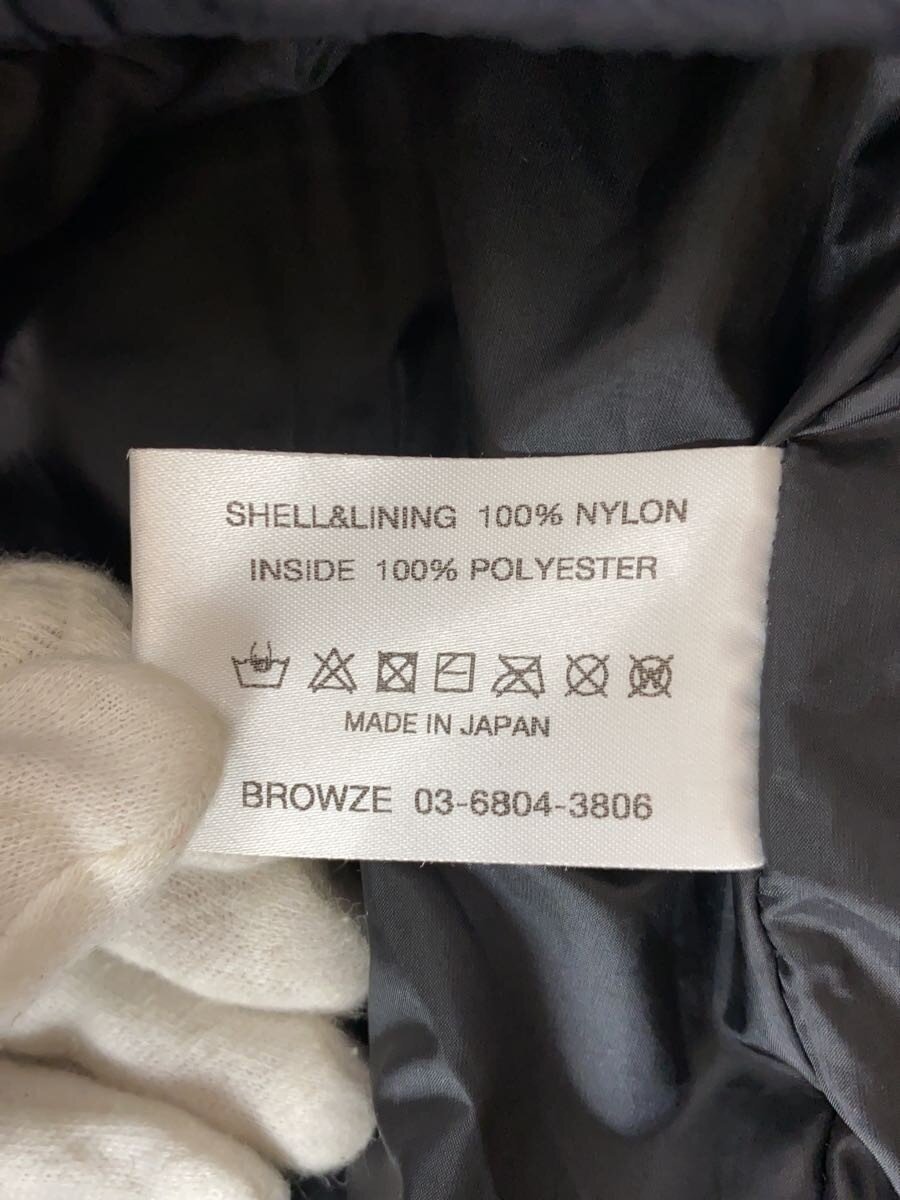 SHELL&LINING 100% NYLON
INSIDE 100% POLYESTER
W
MADE IN JAPAN
BROWZE 03-6804-3806